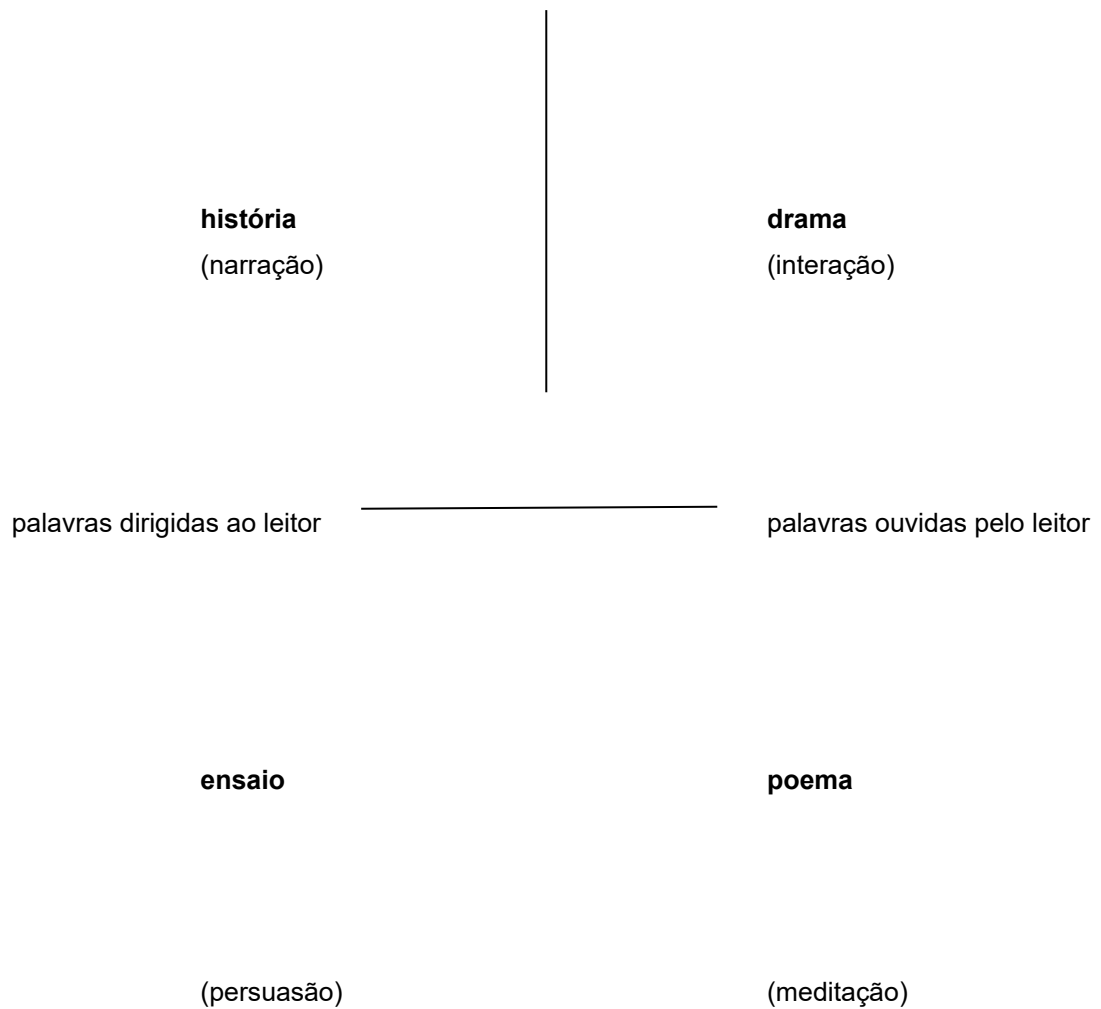 história
drama
(narração)
(interação)
palavras dirigidas ao leitor
palavras ouvidas pelo leitor
ensaio
poema
(persuasão)
(meditação)